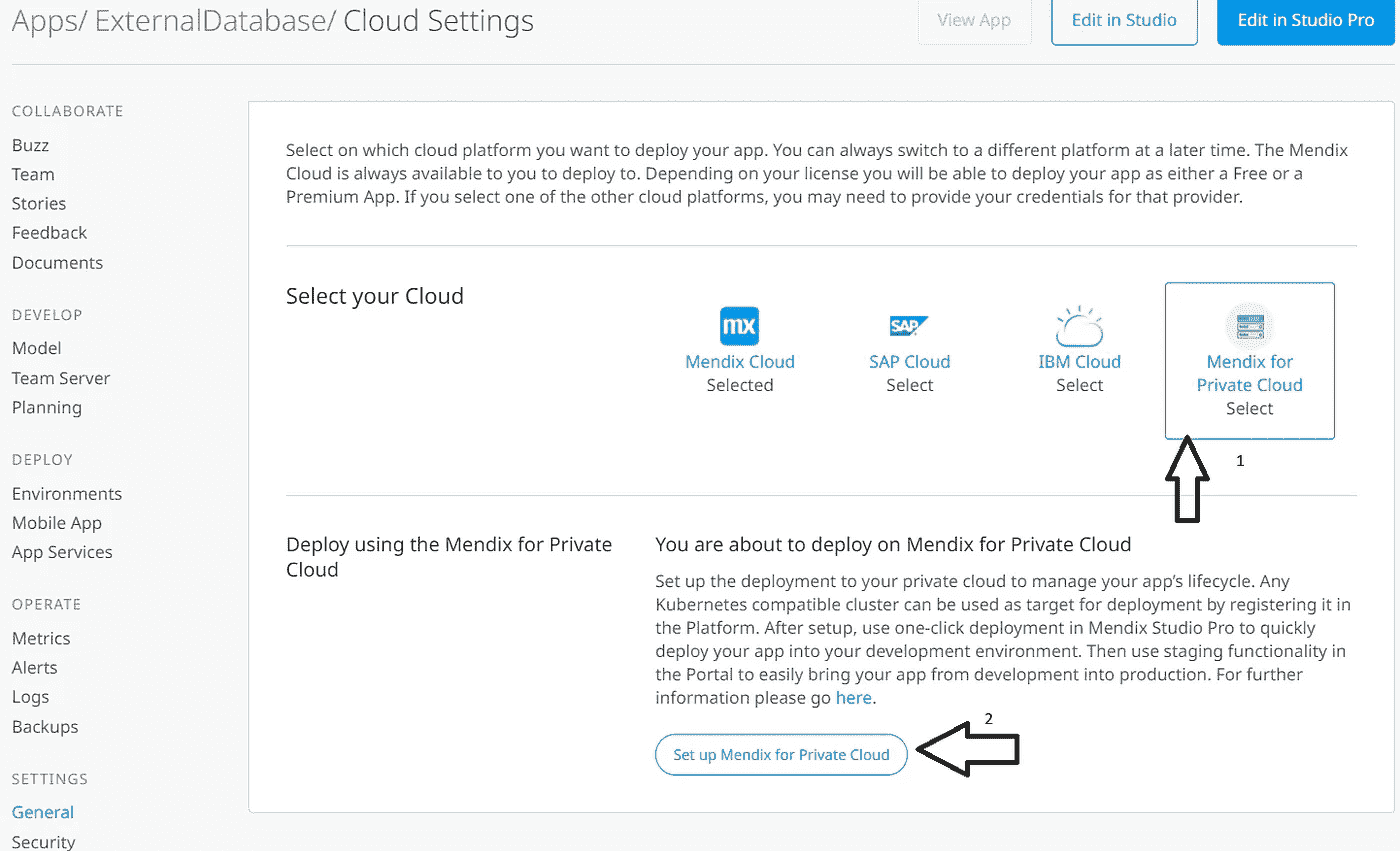 Apps/ ExternalDatabase/ Cloud Settings
View App
Edit in Studio
Edit in Studio Pro
COLLABORATE
Buzz
Team
Stories
Feedback
Documents
DEVELOP
Model
Team Server
Planning
DEPLOY
Environments
Mobile App
App Services
OPERATE
Metrics
Alerts
Logs
Backups
SETTINGS
General
Security
Select on which cloud platform you want to deploy your app. You can always switch to a different platform at a later time. The Mendix
Cloud is always available to you to deploy to. Depending on your license you will be able to deploy your app as either a Free or a
Premium App. If you select one of the other cloud platforms, you may need to provide your credentials for that provider.
Select your Cloud
mx
Mendix Cloud
Selected
SAP
SAP Cloud
Select
IBM Cloud
Select
Mendix for
Private Cloud
Select
1
Deploy using the Mendix for Private
Cloud
You are about to deploy on Mendix for Private Cloud
Set up the deployment to your private cloud to manage your app's lifecycle. Any
Kubernetes compatible cluster can be used as target for deployment by registering it in
the Platform. After setup, use one-click deployment in Mendix Studio Pro to quickly
deploy your app into your development environment. Then use staging functionality in
the Portal to easily bring your app from development into production. For further
information please go here.
2
Set up Mendix for Private Cloud